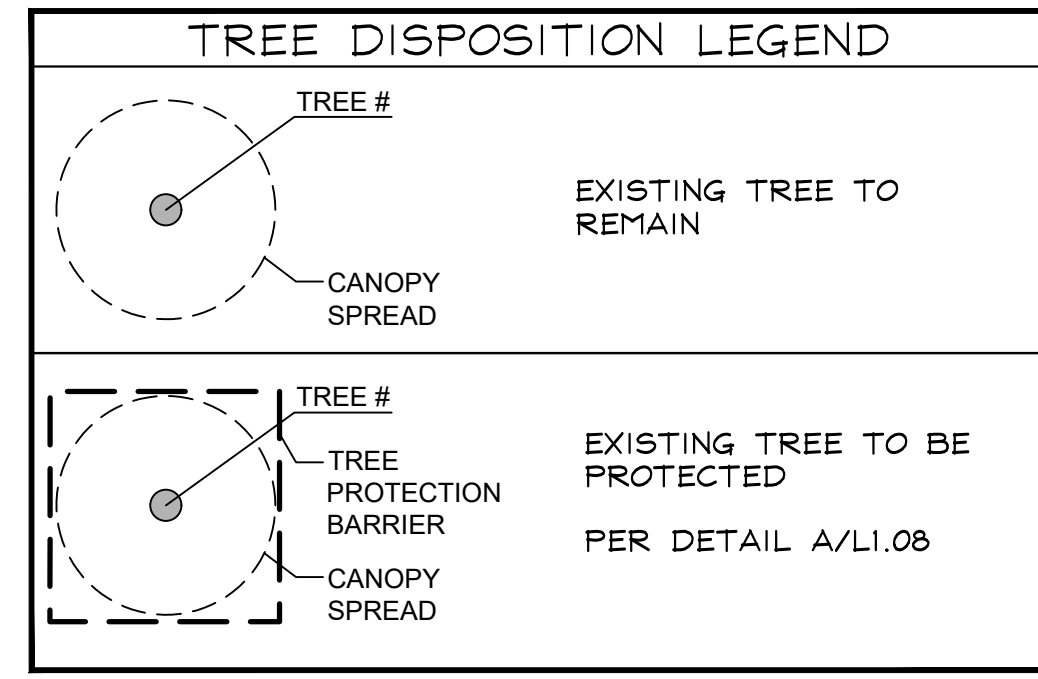 TREE DISPOSITION LEGEND
TREE #
CANOPY
SPREAD
EXISTING TREE TO
REMAIN
TREE #
TREE
PROTECTION
BARRIER
CANOPY
SPREAD
EXISTING TREE TO BE
PROTECTED
PER DETAIL A/L1.08